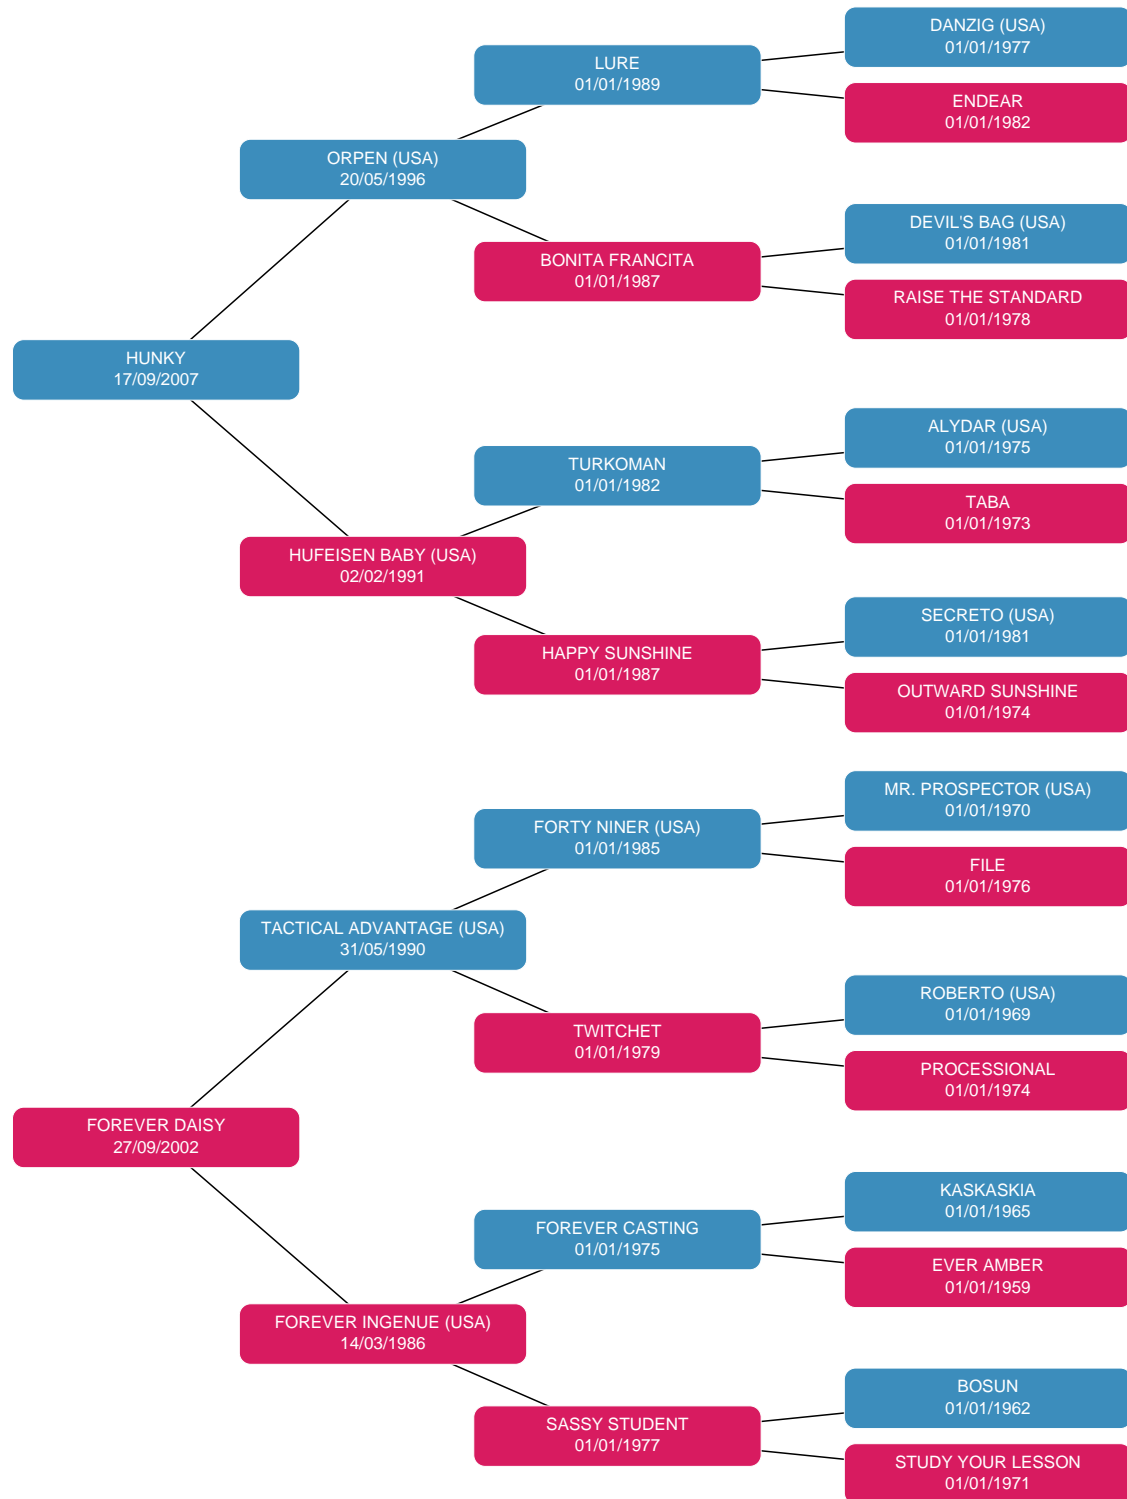 DANZIG (USA)
01/01/1977
LURE
01/01/1989
ENDEAR
01/01/1982
ORPEN (USA)
20/05/1996
DEVIL'S BAG (USA)
01/01/1981
BONITA FRANCITA
01/01/1987
RAISE THE STANDARD
01/01/1978
HUNKY
17/09/2007
ALYDAR (USA)
01/01/1975
TURKOMAN
01/01/1982
TABA
01/01/1973
HUFEISEN BABY (USA)
02/02/1991
SECRETO (USA)
01/01/1981
HAPPY SUNSHINE
01/01/1987
OUTWARD SUNSHINE
01/01/1974
MR. PROSPECTOR (USA)
01/01/1970
FORTY NINER (USA)
01/01/1985
FILE
01/01/1976
TACTICAL ADVANTAGE (USA)
31/05/1990
ROBERTO (USA)
01/01/1969
TWITCHET
01/01/1979
PROCESSIONAL
01/01/1974
FOREVER DAISY
27/09/2002
KASKASKIA
01/01/1965
FOREVER CASTING
01/01/1975
EVER AMBER
01/01/1959
FOREVER INGENUE (USA)
14/03/1986
BOSUN
01/01/1962
SASSY STUDENT
01/01/1977
STUDY YOUR LESSON
01/01/1971